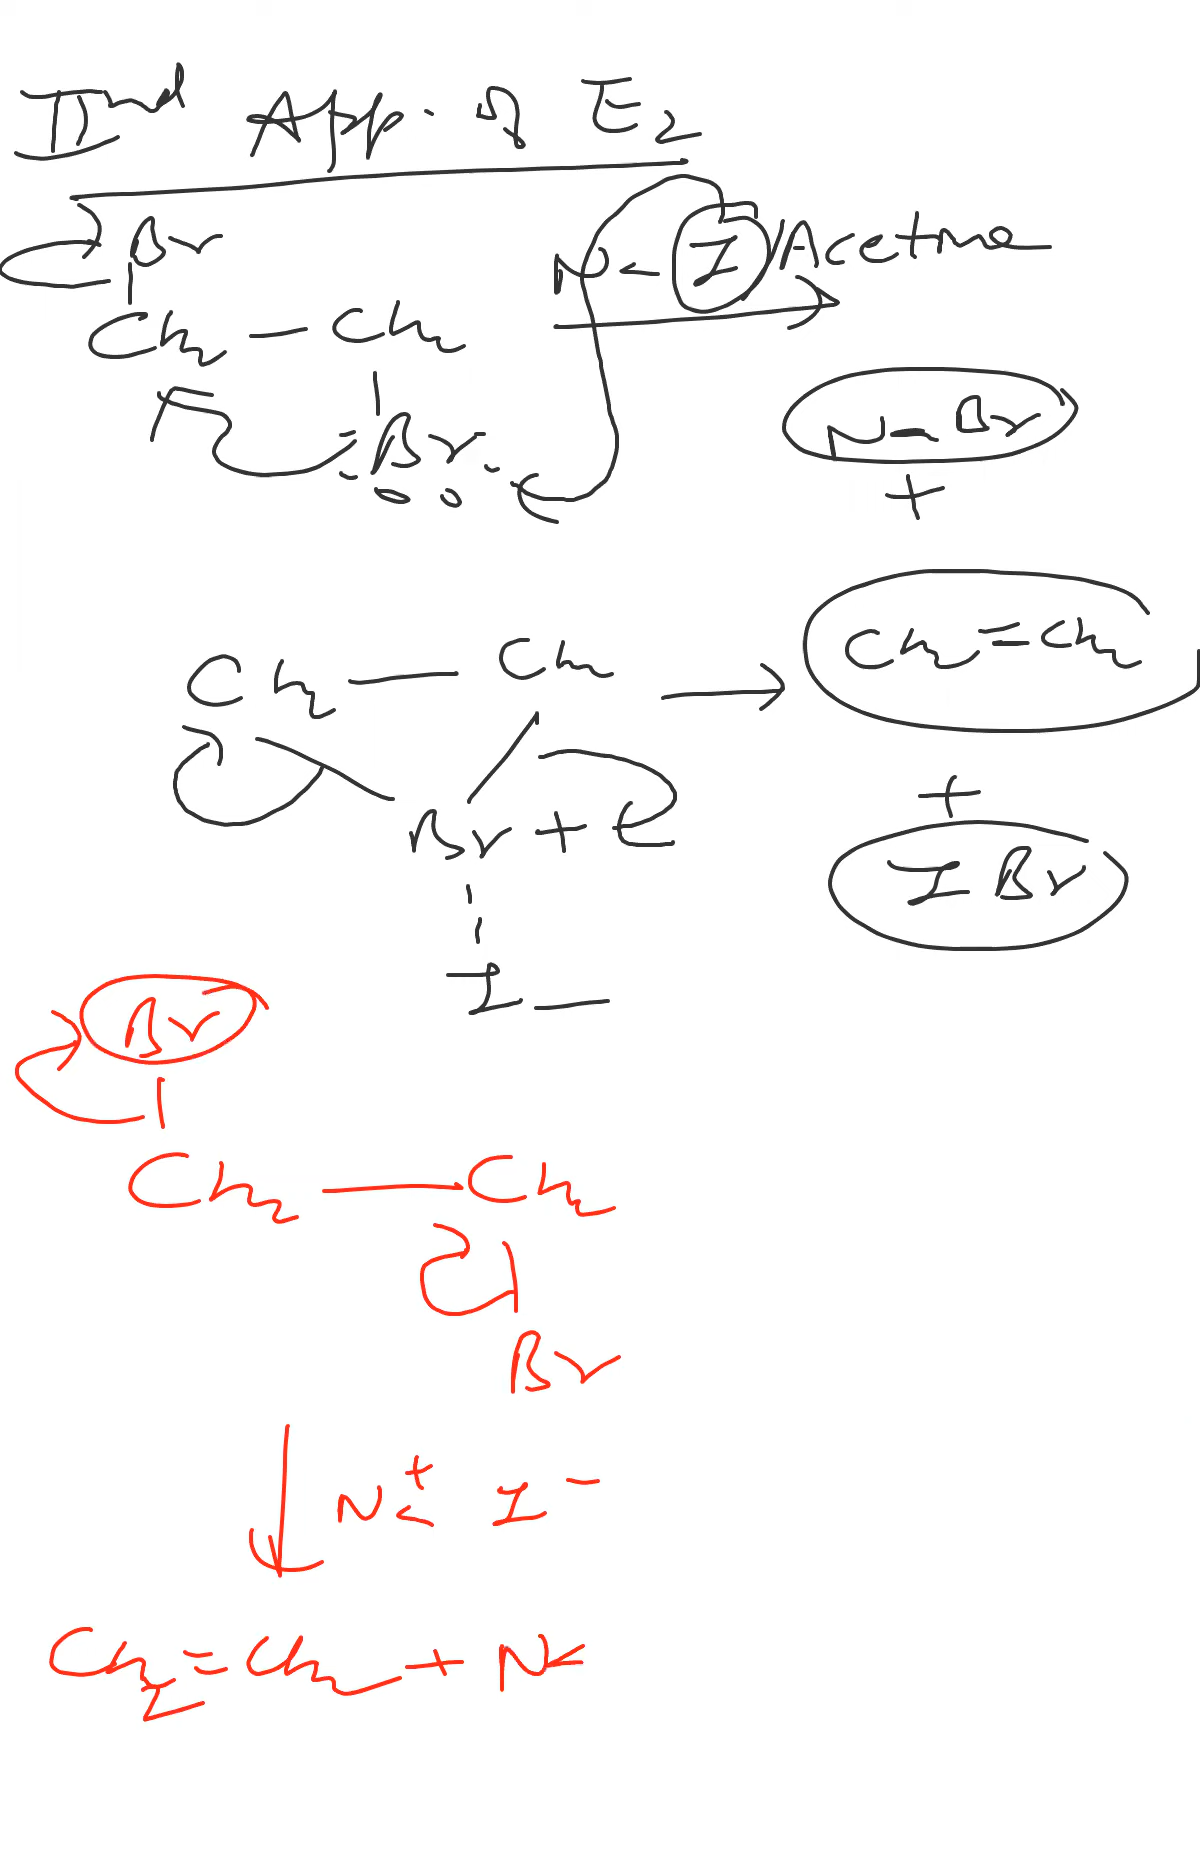 IInd App. of E2
Br
Na I/Acetone
CH2 - CH2
Br
NaBr
+
CH2 - CH2 → CH2 = CH2
+
Br +
I Br
I -
Br
CH2 - CH2
Br
Na+ I-
CH2 = CH2 + Na